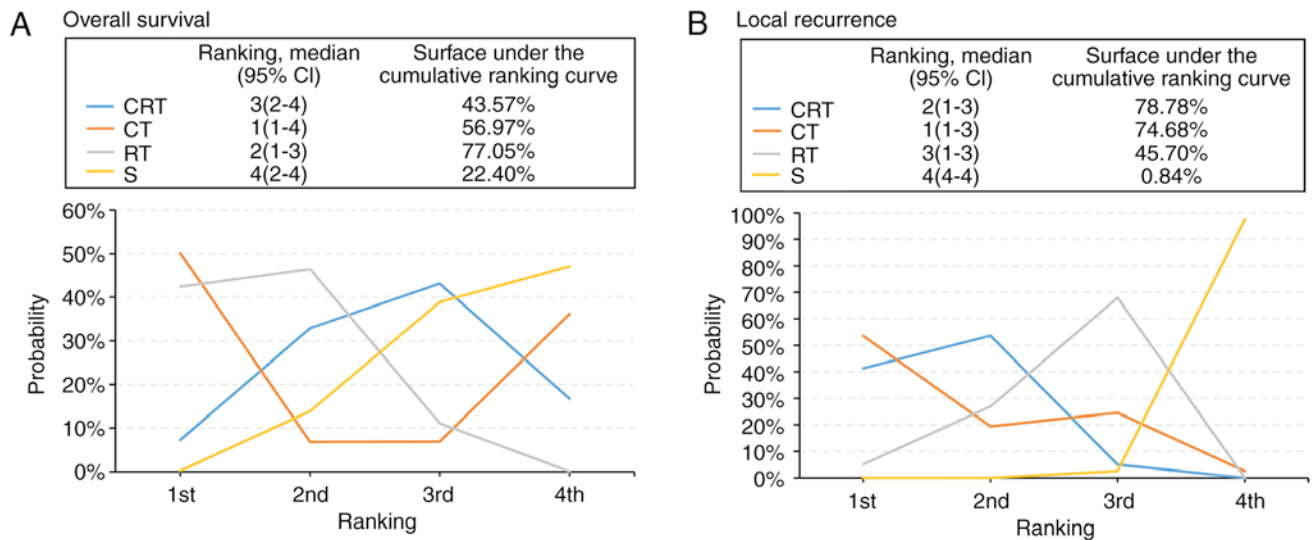 A Overall survival
Ranking, median Surface under the
(95% CI) cumulative ranking curve
CRT 3(2-4) 43.57%
CT 1(1-4) 56.97%
RT 2(1-3) 77.05%
S 4(2-4) 22.40%
60%
50%
40%
30%
20%
10%
0%
Probability
1st 2nd 3rd 4th
Ranking
B Local recurrence
Ranking, median Surface under the
(95% CI) cumulative ranking curve
CRT 2(1-3) 78.78%
CT 1(1-3) 74.68%
RT 3(1-3) 45.70%
S 4(4-4) 0.84%
100%
90%
80%
70%
60%
50%
40%
30%
20%
10%
0%
Probability
1st 2nd 3rd 4th
Ranking